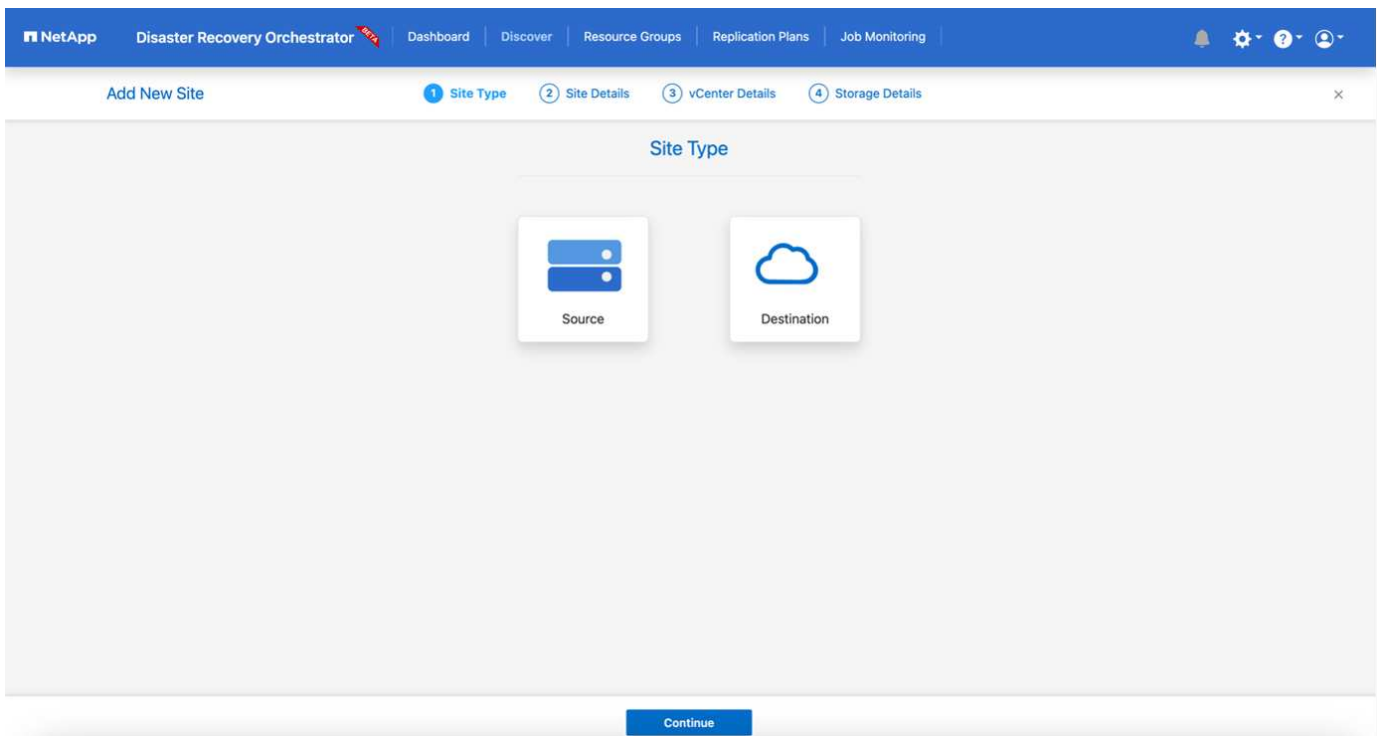 NetApp Disaster Recovery Orchestrator BETA Dashboard Discover Resource Groups Replication Plans Job Monitoring
Add New Site 1 Site Type 2 Site Details 3 vCenter Details 4 Storage Details
Site Type
Source Destination
Continue